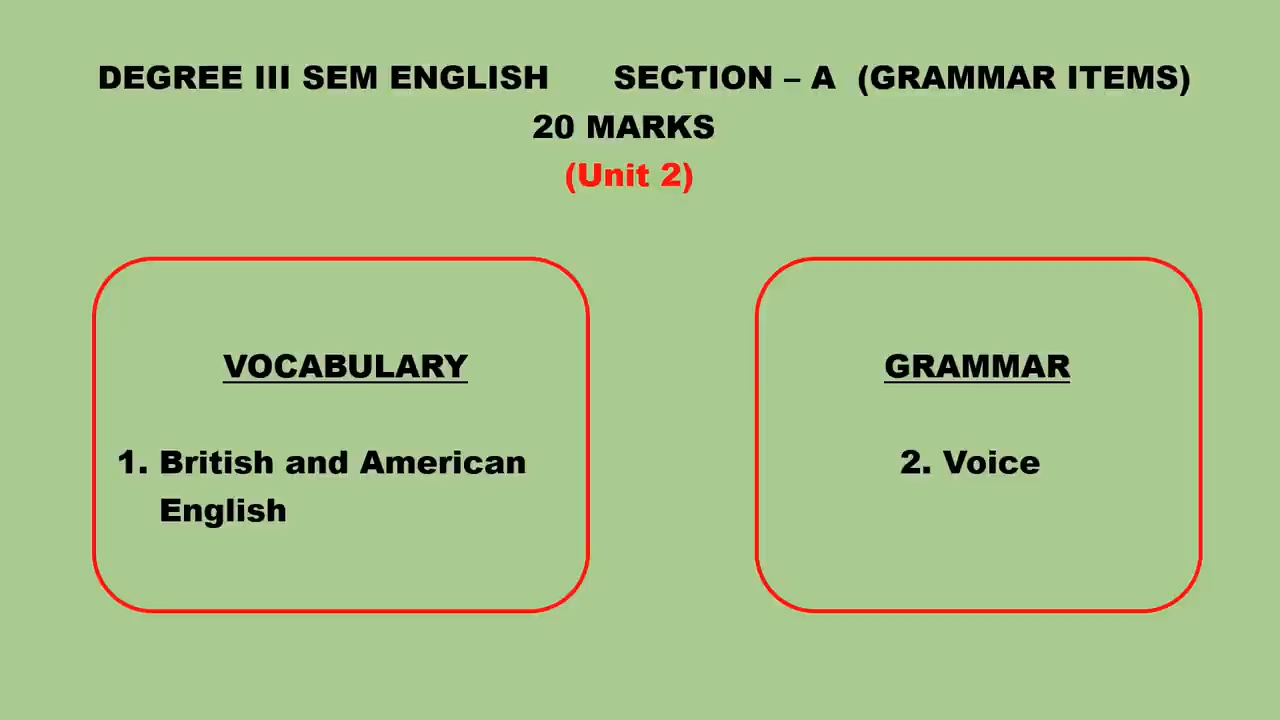 DEGREE III SEM ENGLISH SECTION – A (GRAMMAR ITEMS)
20 MARKS
(Unit 2)
VOCABULARY
1. British and American
English
GRAMMAR
2. Voice